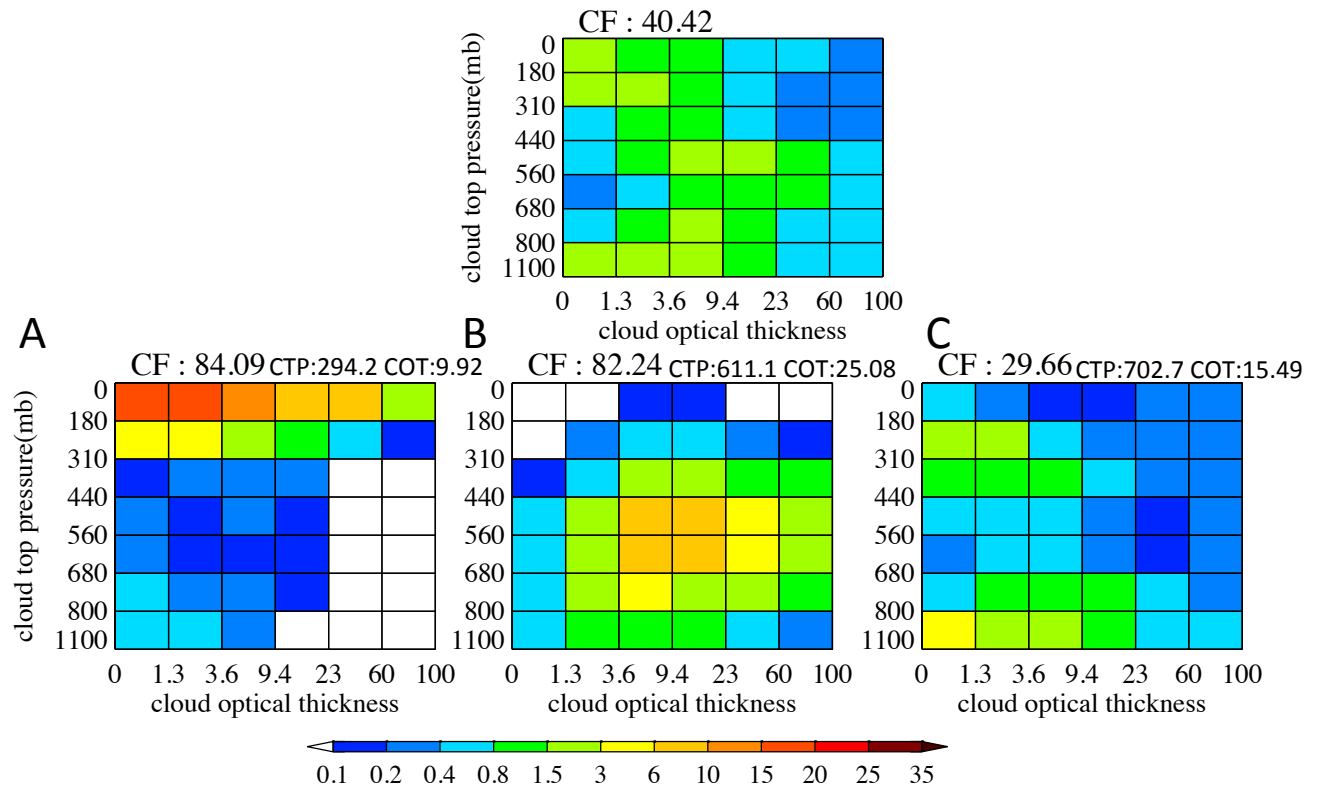 CF : 40.42
cloud top pressure(mb)
0
180
310
440
560
680
800
1100
0 1.3 3.6 9.4 23 60 100
cloud optical thickness
A
CF : 84.09 CTP:294.2 COT:9.92
cloud top pressure(mb)
0
180
310
440
560
680
800
1100
0 1.3 3.6 9.4 23 60 100
cloud optical thickness
B
CF : 82.24 CTP:611.1 COT:25.08
0
180
310
440
560
680
800
1100
0 1.3 3.6 9.4 23 60 100
cloud optical thickness
C
CF : 29.66 CTP:702.7 COT:15.49
0
180
310
440
560
680
800
1100
0 1.3 3.6 9.4 23 60 100
cloud optical thickness
0.1 0.2 0.4 0.8 1.5 3 6 10 15 20 25 35